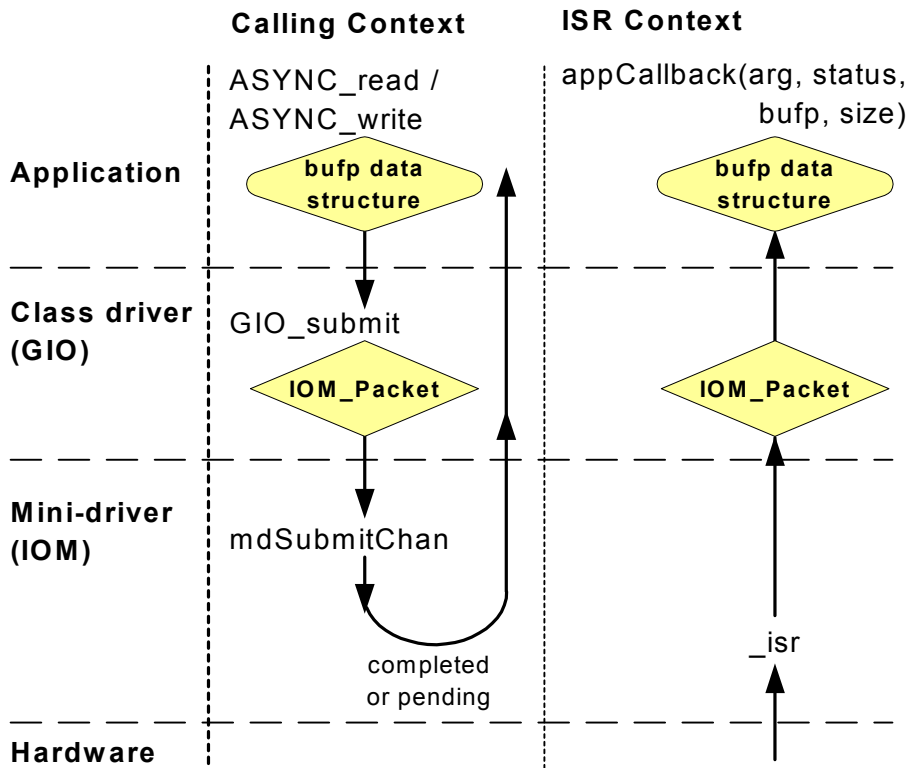 Calling Context
ISR Context
ASYNC_read /
ASYNC_write
appCallback(arg, status,
bufp, size)
Application
bufp data
structure
bufp data
structure
Class driver
(GIO)
GIO_submit
IOM_Packet
IOM_Packet
Mini-driver
(IOM)
mdSubmitChan
_isr
completed
or pending
Hardware